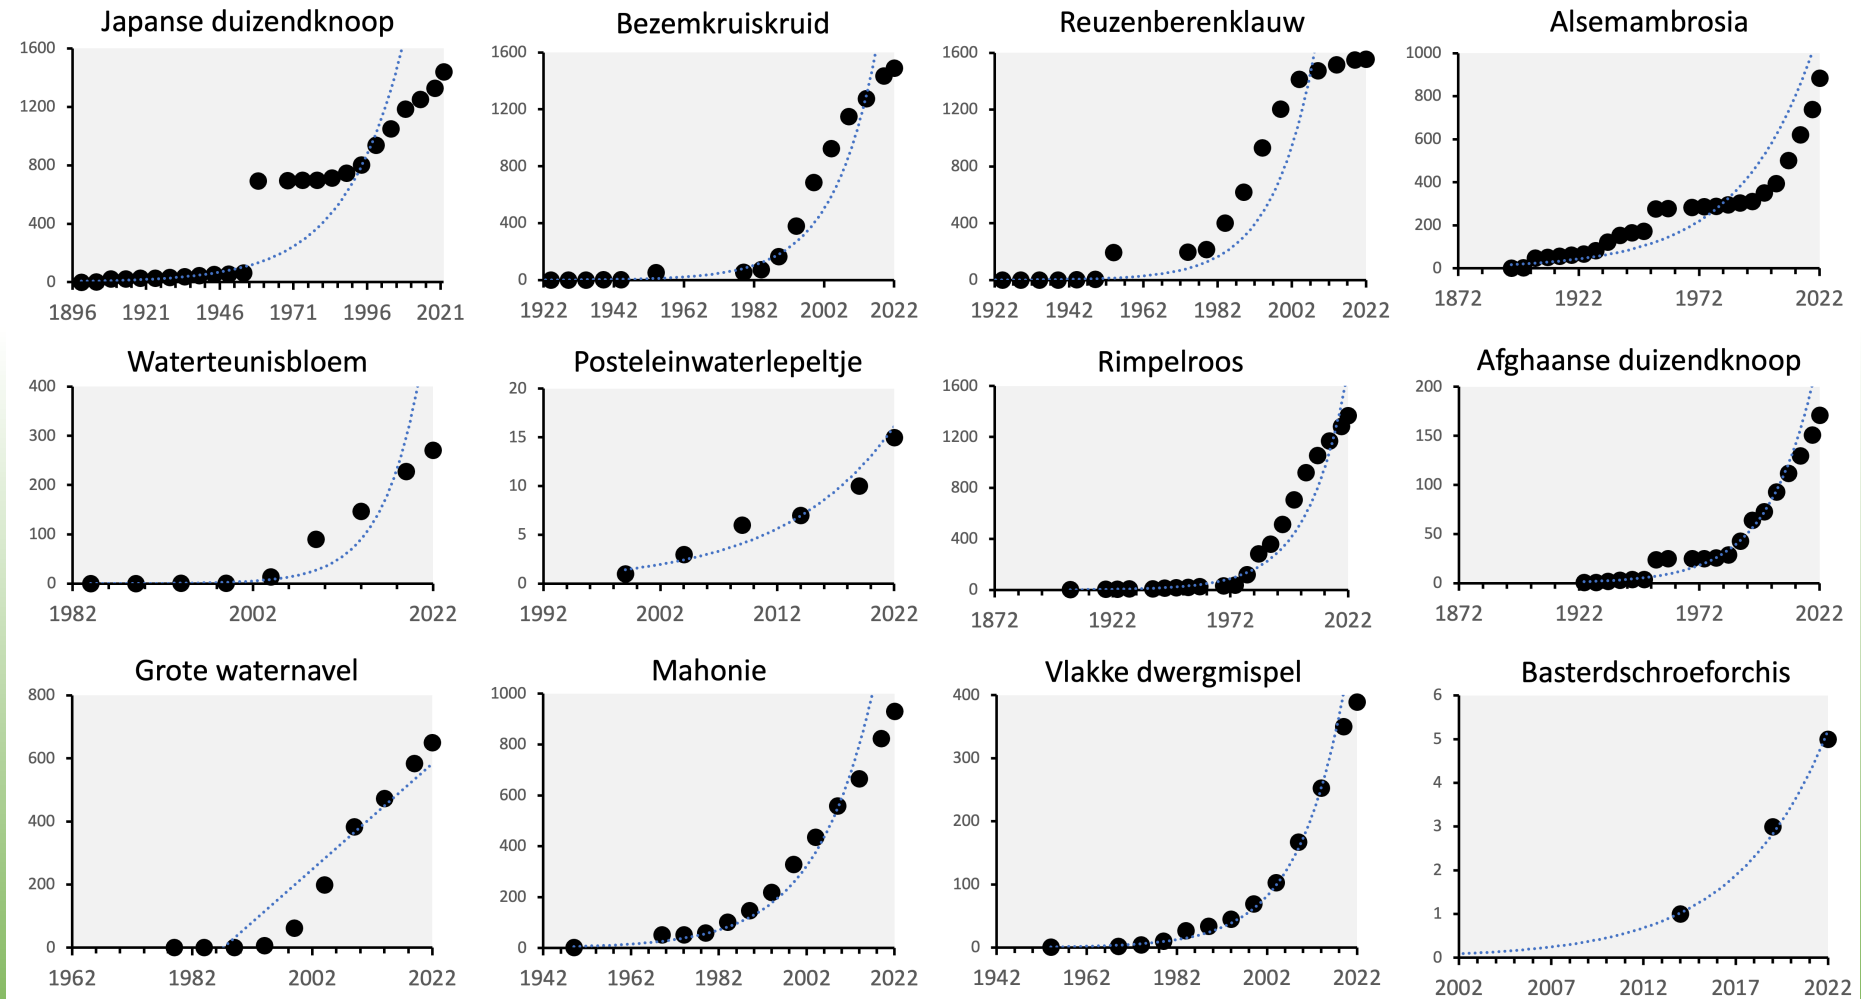 Japanse duizendknoop
1600
1200
800
400
0
1896 1921 1946 1971 1996 2021
Bezemkruiskruid
1600
1200
800
400
0
1922 1942 1962 1982 2002 2022
Reuzenberenklauw
1600
1200
800
400
0
1922 1942 1962 1982 2002 2022
Alsemambrosia
1000
800
600
400
200
0
1872 1922 1972 2022
Waterteunisbloem
400
300
200
100
0
1982 2002 2022
Posteleinwaterlepeltje
20
15
10
5
0
1992 2002 2012 2022
Rimpelroos
1600
1200
800
400
0
1872 1922 1972 2022
Afghaanse duizendknoop
200
150
100
50
0
1872 1922 1972 2022
Grote waternavel
800
600
400
200
0
1962 1982 2002 2022
Mahonie
1000
800
600
400
200
0
1942 1962 1982 2002 2022
Vlakke dwergmispel
400
300
200
100
0
1942 1962 1982 2002 2022
Basterdschroeforchis
6
5
4
3
2
1
0
2002 2007 2012 2017 2022